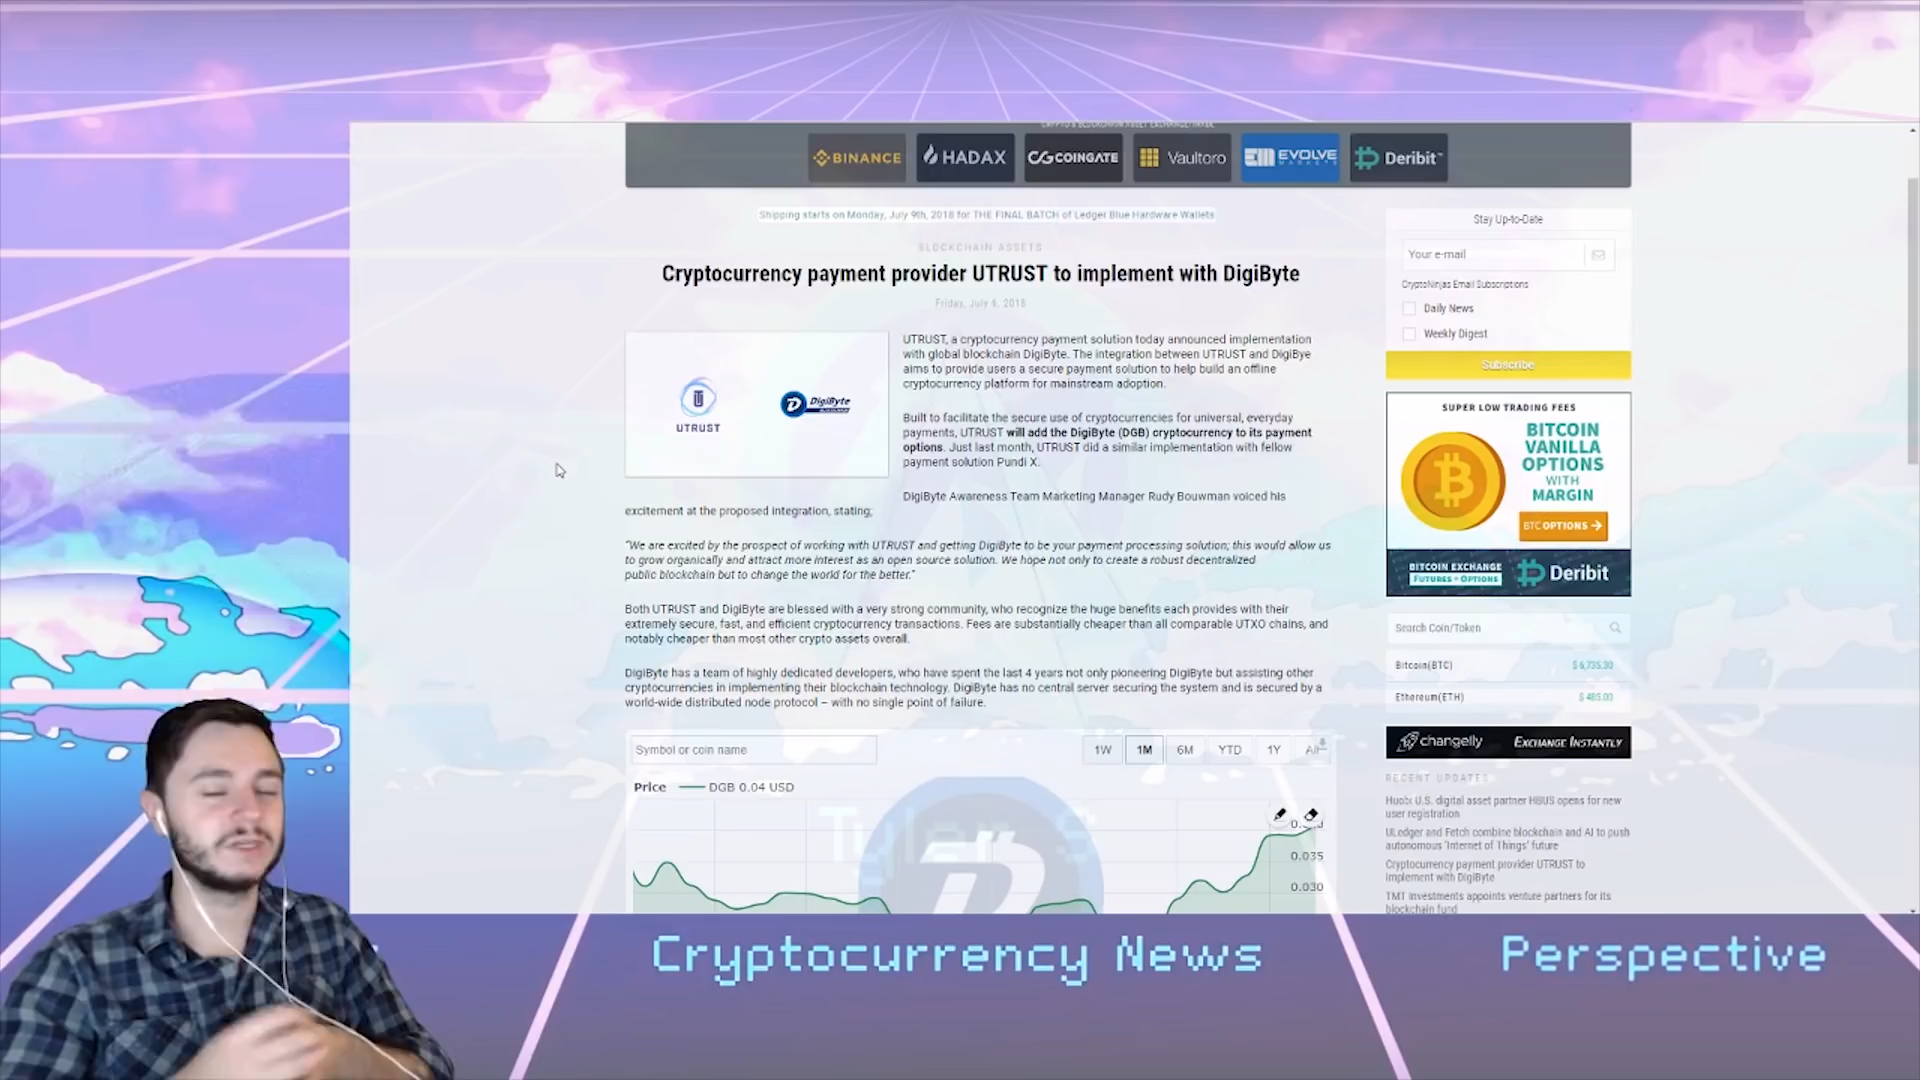 BINANCE
HADAX
COINGATE
Vaultoro
EVOLVE
MARKETS
Deribit
Shipping starts on Monday, July 9th, 2018 for THE FINAL BATCH of Ledger Blue Hardware Wallets
BLOCKCHAIN ASSETS
Cryptocurrency payment provider UTRUST to implement with DigiByte
Friday, July 6, 2018
UTRUST
DigiByte
UTRUST, a cryptocurrency payment solution today announced implementation
with global blockchain DigiByte. The integration between UTRUST and DigiBye
aims to provide users a secure payment solution to help build an offline
cryptocurrency platform for mainstream adoption.
Built to facilitate the secure use of cryptocurrencies for universal, everyday
payments, UTRUST will add the DigiByte (DGB) cryptocurrency to its payment
options. Just last month, UTRUST did a similar implementation with fellow
payment solution Pundi X.
DigiByte Awareness Team Marketing Manager Rudy Bouwman voiced his
excitement at the proposed integration, stating;
“We are excited by the prospect of working with UTRUST and getting DigiByte to be your payment processing solution; this would allow us
to grow organically and attract more interest as an open source solution. We hope not only to create a robust decentralized
public blockchain but to change the world for the better.”
Both UTRUST and DigiByte are blessed with a very strong community, who recognize the huge benefits each provides with their
extremely secure, fast, and efficient cryptocurrency transactions. Fees are substantially cheaper than all comparable UTXO chains, and
notably cheaper than most other crypto assets overall.
DigiByte has a team of highly dedicated developers, who have spent the last 4 years not only pioneering DigiByte but assisting other
cryptocurrencies in implementing their blockchain technology. DigiByte has no central server securing the system and is secured by a
world-wide distributed node protocol – with no single point of failure.
Symbol or coin name
1W 1M 6M YTD 1Y All
Price DGB 0.04 USD
0.035
0.030
Tyler S
Stay Up-to-Date
Your e-mail
CryptoNinjas Email Subscriptions
Daily News
Weekly Digest
Subscribe
SUPER LOW TRADING FEES
BITCOIN
VANILLA
OPTIONS
WITH
MARGIN
BTC OPTIONS →
BITCOIN EXCHANGE
FUTURES + OPTIONS
Deribit
Search Coin/Token
Bitcoin(BTC) $ 6,735.30
Ethereum(ETH) $ 485.00
changelly EXCHANGE INSTANTLY
RECENT UPDATES
Huobi U.S. digital asset partner HBUS opens for new
user registration
ULedger and Fetch combine blockchain and AI to push
autonomous 'Internet of Things' future
Cryptocurrency payment provider UTRUST to
implement with DigiByte
TMT Investments appoints venture partners for its
blockchain fund
Cryptocurrency News
Perspective